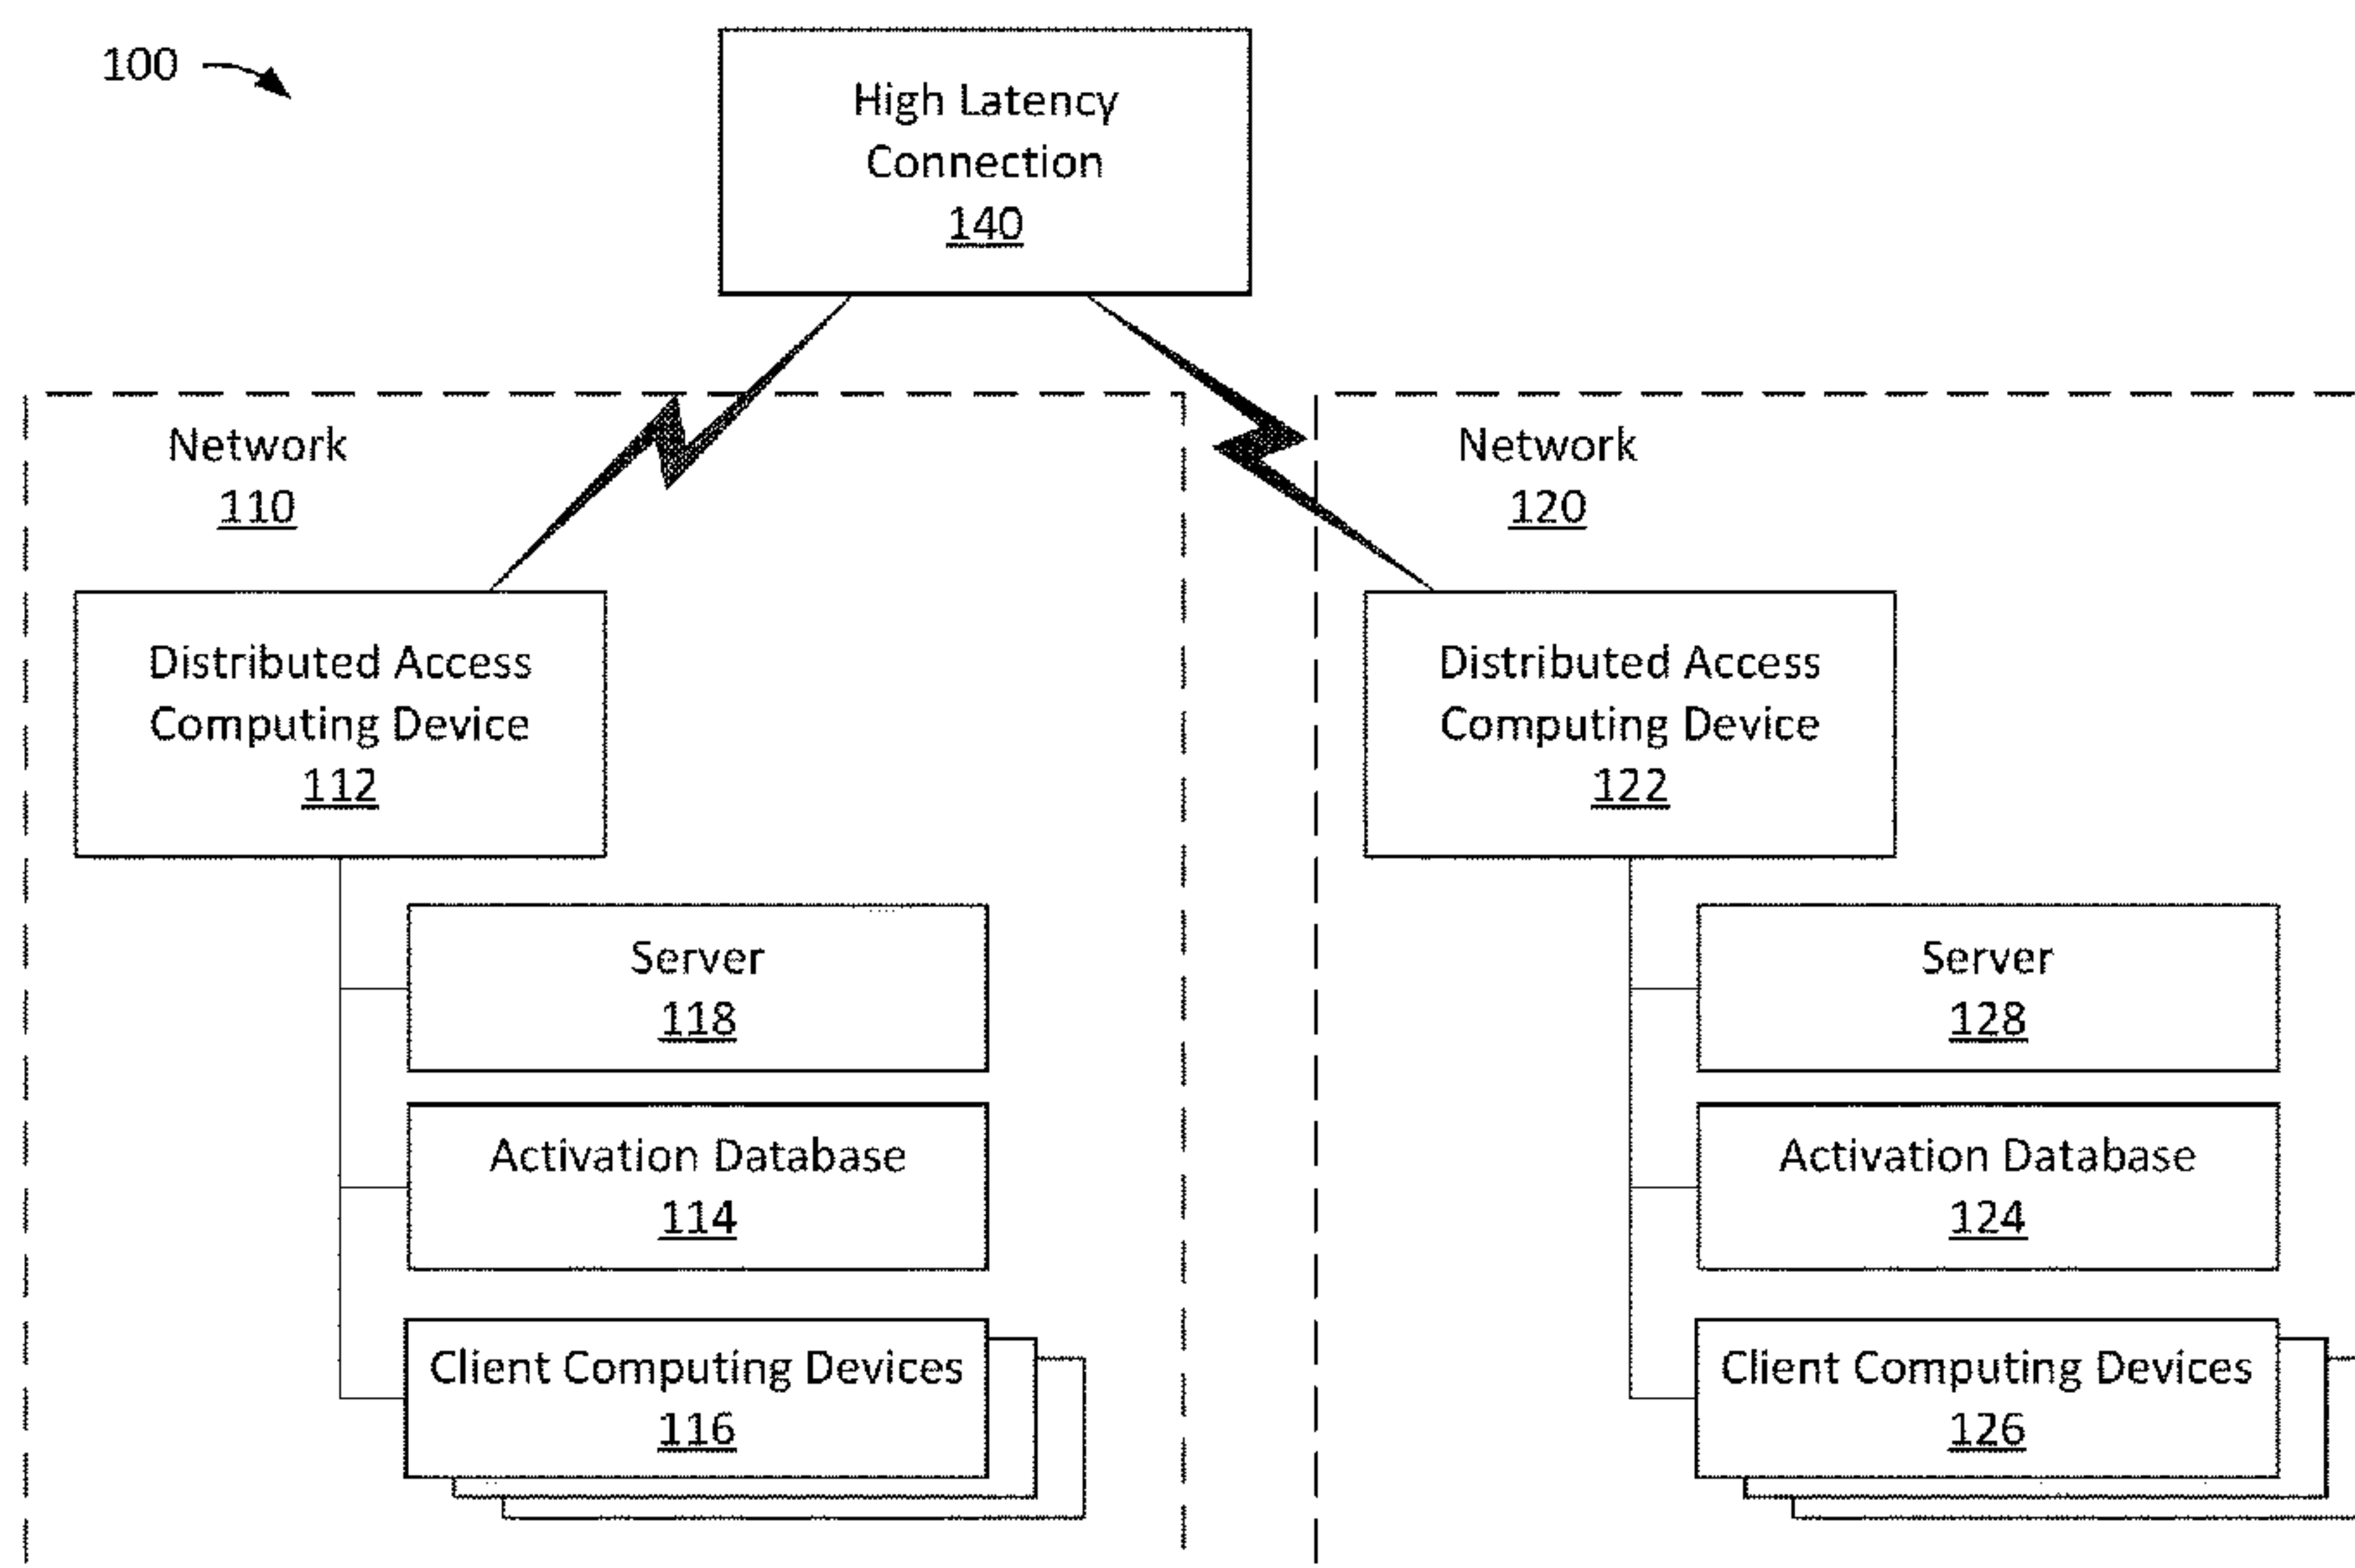 100
High Latency
Connection
140
Network
110
Distributed Access
Computing Device
112
Server
118
Activation Database
114
Client Computing Devices
116
Network
120
Distributed Access
Computing Device
122
Server
128
Activation Database
124
Client Computing Devices
126